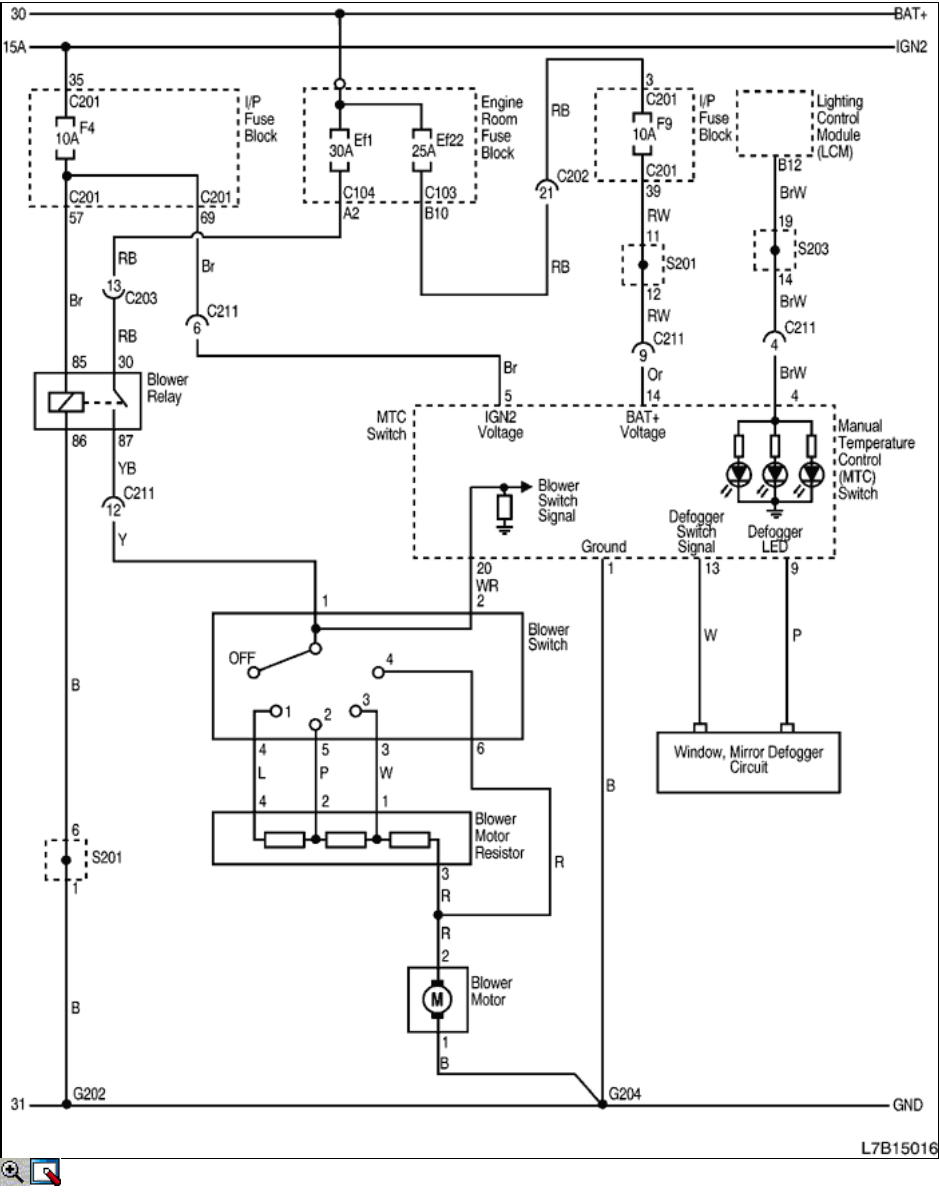 30
BAT+
15A
IGN2
35
C201
F4
10A
I/P
Fuse
Block
C201
57
C201
69
Ef1
30A
Ef22
25A
Engine
Room
Fuse
Block
C104
A2
C103
B10
RB
C202
21
RB
3
C201
F9
10A
I/P
Fuse
Block
C201
39
RW
11
S201
12
RW
C211
9
Or
14
Lighting
Control
Module
(LCM)
B12
BrW
19
S203
14
BrW
C211
4
BrW
4
RB
13
C203
RB
Br
Br
C211
6
Br
5
85
30
Blower
Relay
86
87
YB
C211
12
Y
MTC
Switch
IGN2
Voltage
BAT+
Voltage
Manual
Temperature
Control
(MTC)
Switch
Blower
Switch
Signal
Ground
Defogger
Switch
Signal
Defogger
LED
20
WR
2
1
13
9
1
Blower
Switch
OFF
4
1
2
3
4
5
3
6
L
P
W
4
2
1
Blower
Motor
Resistor
3
R
R
R
2
M
Blower
Motor
1
B
W
P
Window, Mirror Defogger
Circuit
B
B
6
S201
1
B
31
G202
G204
GND
L7B15016